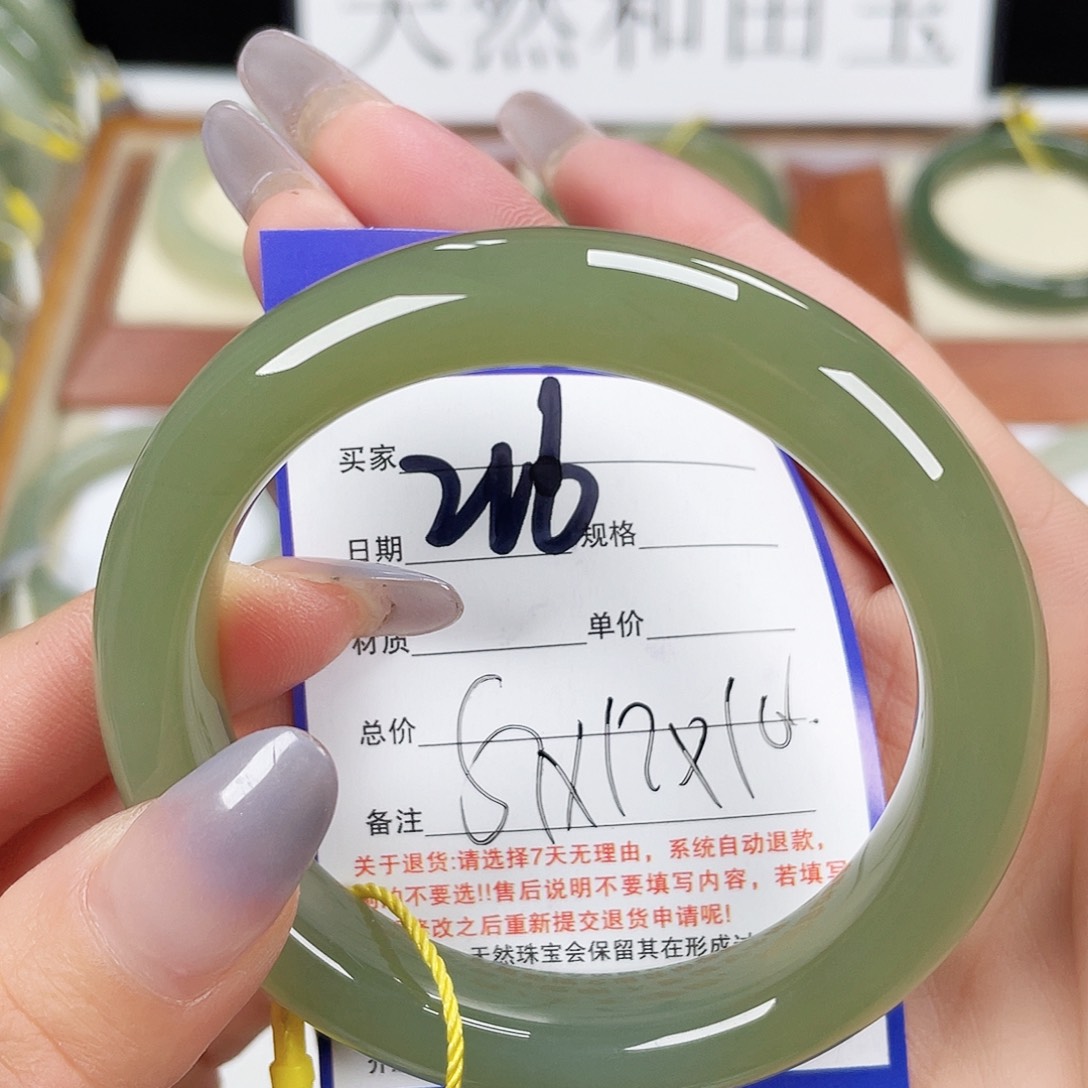 天然和田玉
买家
日期 规格
材质 单价
总价
57x12x10
备注
关于退货:请选择7天无理由，系统自动退款，
的不要选!!售后说明不要填写内容，若填写
修改之后重新提交退货申请呢!
天然珠宝会保留其在形成过